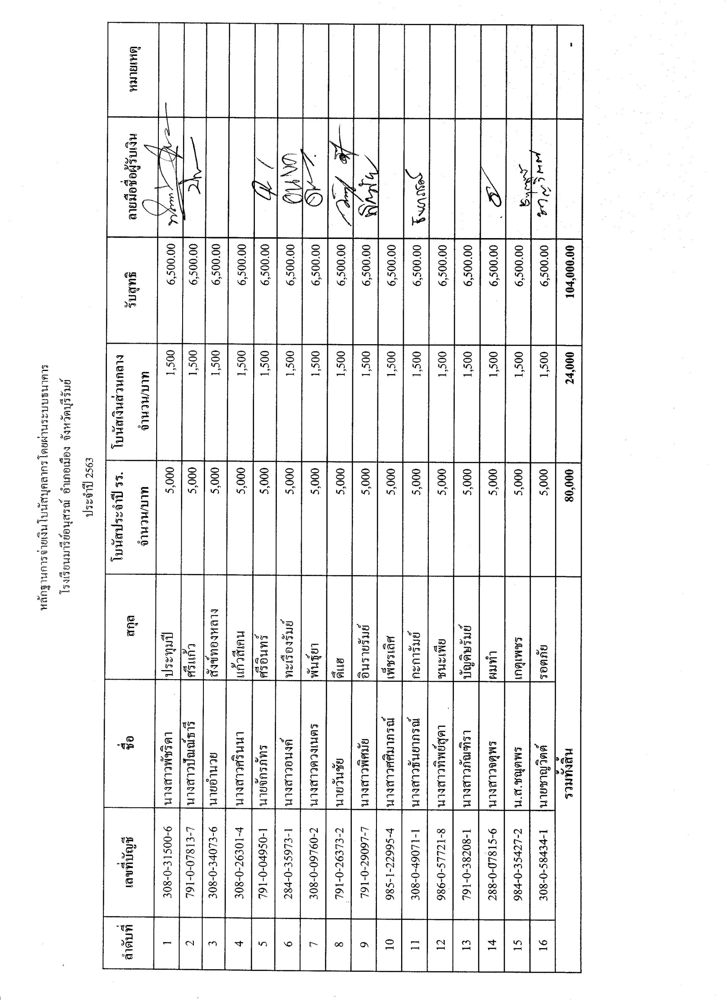 หลักฐานการจ่ายเงินโบนัสบุคลากรโดยผ่านระบบธนาคาร
โรงเรียนมารีย์อนุสรณ์ อำเภอเมือง จังหวัดบุรีรัมย์
ประจำปี 2563
ลำดับที่ เลขที่บัญชี ชื่อ สกุล โบนัสประจำปี รร. โบนัสเงินส่วนกลาง รับสุทธิ ลายมือชื่อผู้รับเงิน หมายเหตุ
จำนวน/บาท จำนวน/บาท
1 308-0-31500-6 นางสาวพัชริดา ประทุมปี 5,000 1,500 6,500.00
2 791-0-07813-7 นางสาวปัณณ์ธารี ศรีแก้ว 5,000 1,500 6,500.00
3 308-0-34073-6 นายอำนวย สังข์ทองหลาง 5,000 1,500 6,500.00
4 308-0-26301-4 นางสาวศรินนา แก้วสีเคน 5,000 1,500 6,500.00
5 791-0-04950-1 นายจักรภัทร ศรีอินทร์ 5,000 1,500 6,500.00
6 284-0-35973-1 นางสาวอนงค์ ทะเรืองรัมย์ 5,000 1,500 6,500.00 อนงค์
7 308-0-09760-2 นางสาวดวงเนตร พันธุ์ยา 5,000 1,500 6,500.00
8 791-0-26373-2 นายวันชัย ดีแฮ 5,000 1,500 6,500.00
9 791-0-29097-7 นางสาวพิศมัย อินรายรัมย์ 5,000 1,500 6,500.00
10 985-1-22995-4 นางสาวศศิมาภรณ์ เพ็ชรเลิศ 5,000 1,500 6,500.00
11 308-0-49071-1 นางสาวธันยาภรณ์ กะการัมย์ 5,000 1,500 6,500.00 ธันยาภรณ์
12 986-0-57721-8 นางสาวทิพย์สุดา ชนะเพีย 5,000 1,500 6,500.00
13 791-0-38208-1 นางสาวภัณฑิรา บัญดิษรัมย์ 5,000 1,500 6,500.00
14 288-0-07815-6 นางสาวจตุพร ผมทำ 5,000 1,500 6,500.00
15 984-0-35427-2 น.ส.ชญตพร เกตุเพชร 5,000 1,500 6,500.00
16 308-0-58434-1 นายชาญวิตต์ รอตภัย 5,000 1,500 6,500.00
รวมทั้งสิ้น 80,000 24,000 104,000.00 -